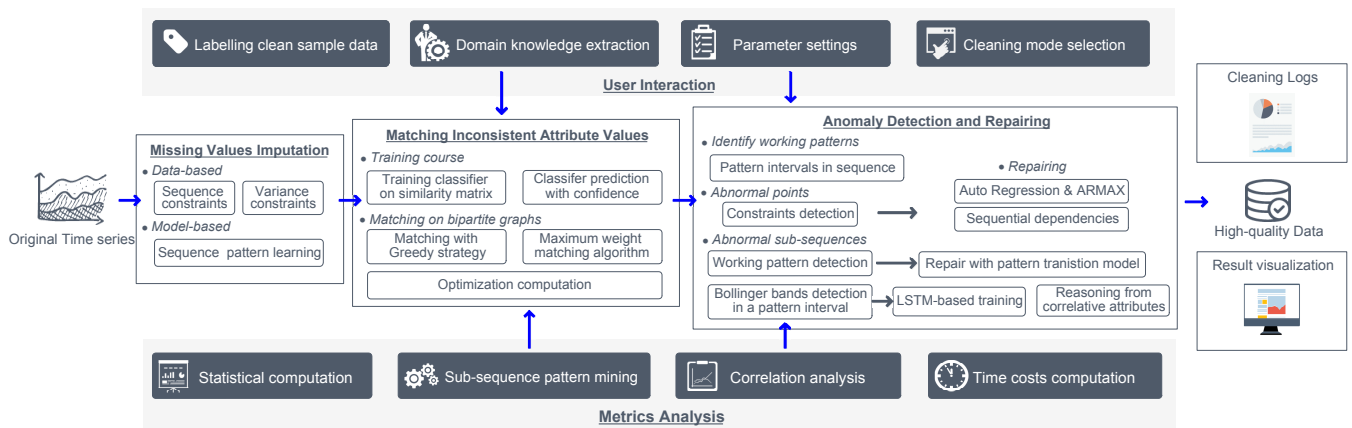 Labelling clean sample data
Domain knowledge extraction
Parameter settings
Cleaning mode selection
User Interaction
Original Time series
Missing Values Imputation
• Data-based
Sequence
constraints
Variance
constraints
• Model-based
Sequence pattern learning
Matching Inconsistent Attribute Values
• Training course
Training classifier
on similarity matrix
Classifer prediction
with confidence
• Matching on bipartite graphs
Matching with
Greedy strategy
Maximum weight
matching algorithm
Optimization computation
Anomaly Detection and Repairing
• Identify working patterns
Pattern intervals in sequence
• Abnormal points
Constraints detection
• Repairing
Auto Regression & ARMAX
Sequential dependencies
• Abnormal sub-sequences
Working pattern detection
Repair with pattern transtion model
Bollinger bands detection
in a pattern interval
LSTM-based training
Reasoning from
correlative attributes
Cleaning Logs
High-quality Data
Result visualization
Statistical computation
Sub-sequence pattern mining
Correlation analysis
Time costs computation
Metrics Analysis